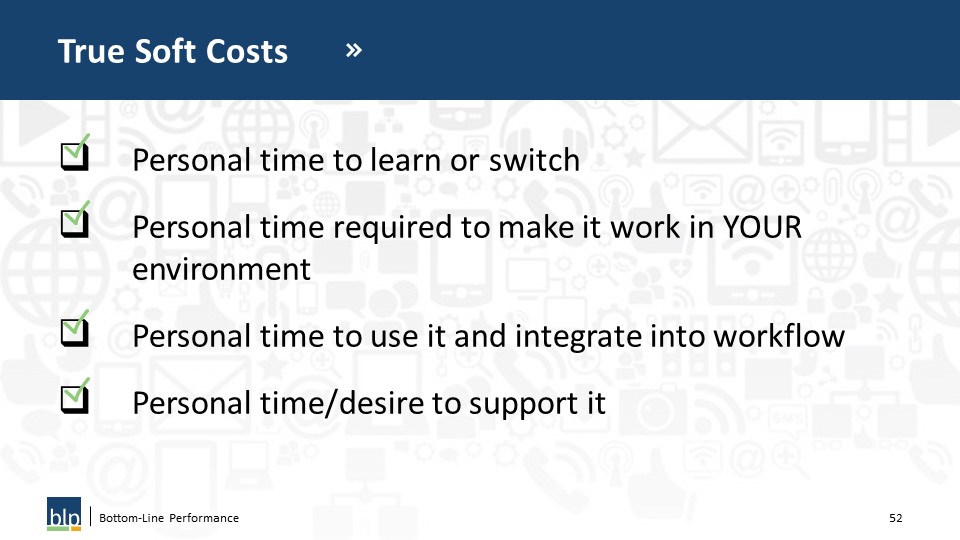 True Soft Costs »
Personal time to learn or switch
Personal time required to make it work in YOUR
environment
Personal time to use it and integrate into workflow
Personal time/desire to support it
blp Bottom-Line Performance
52